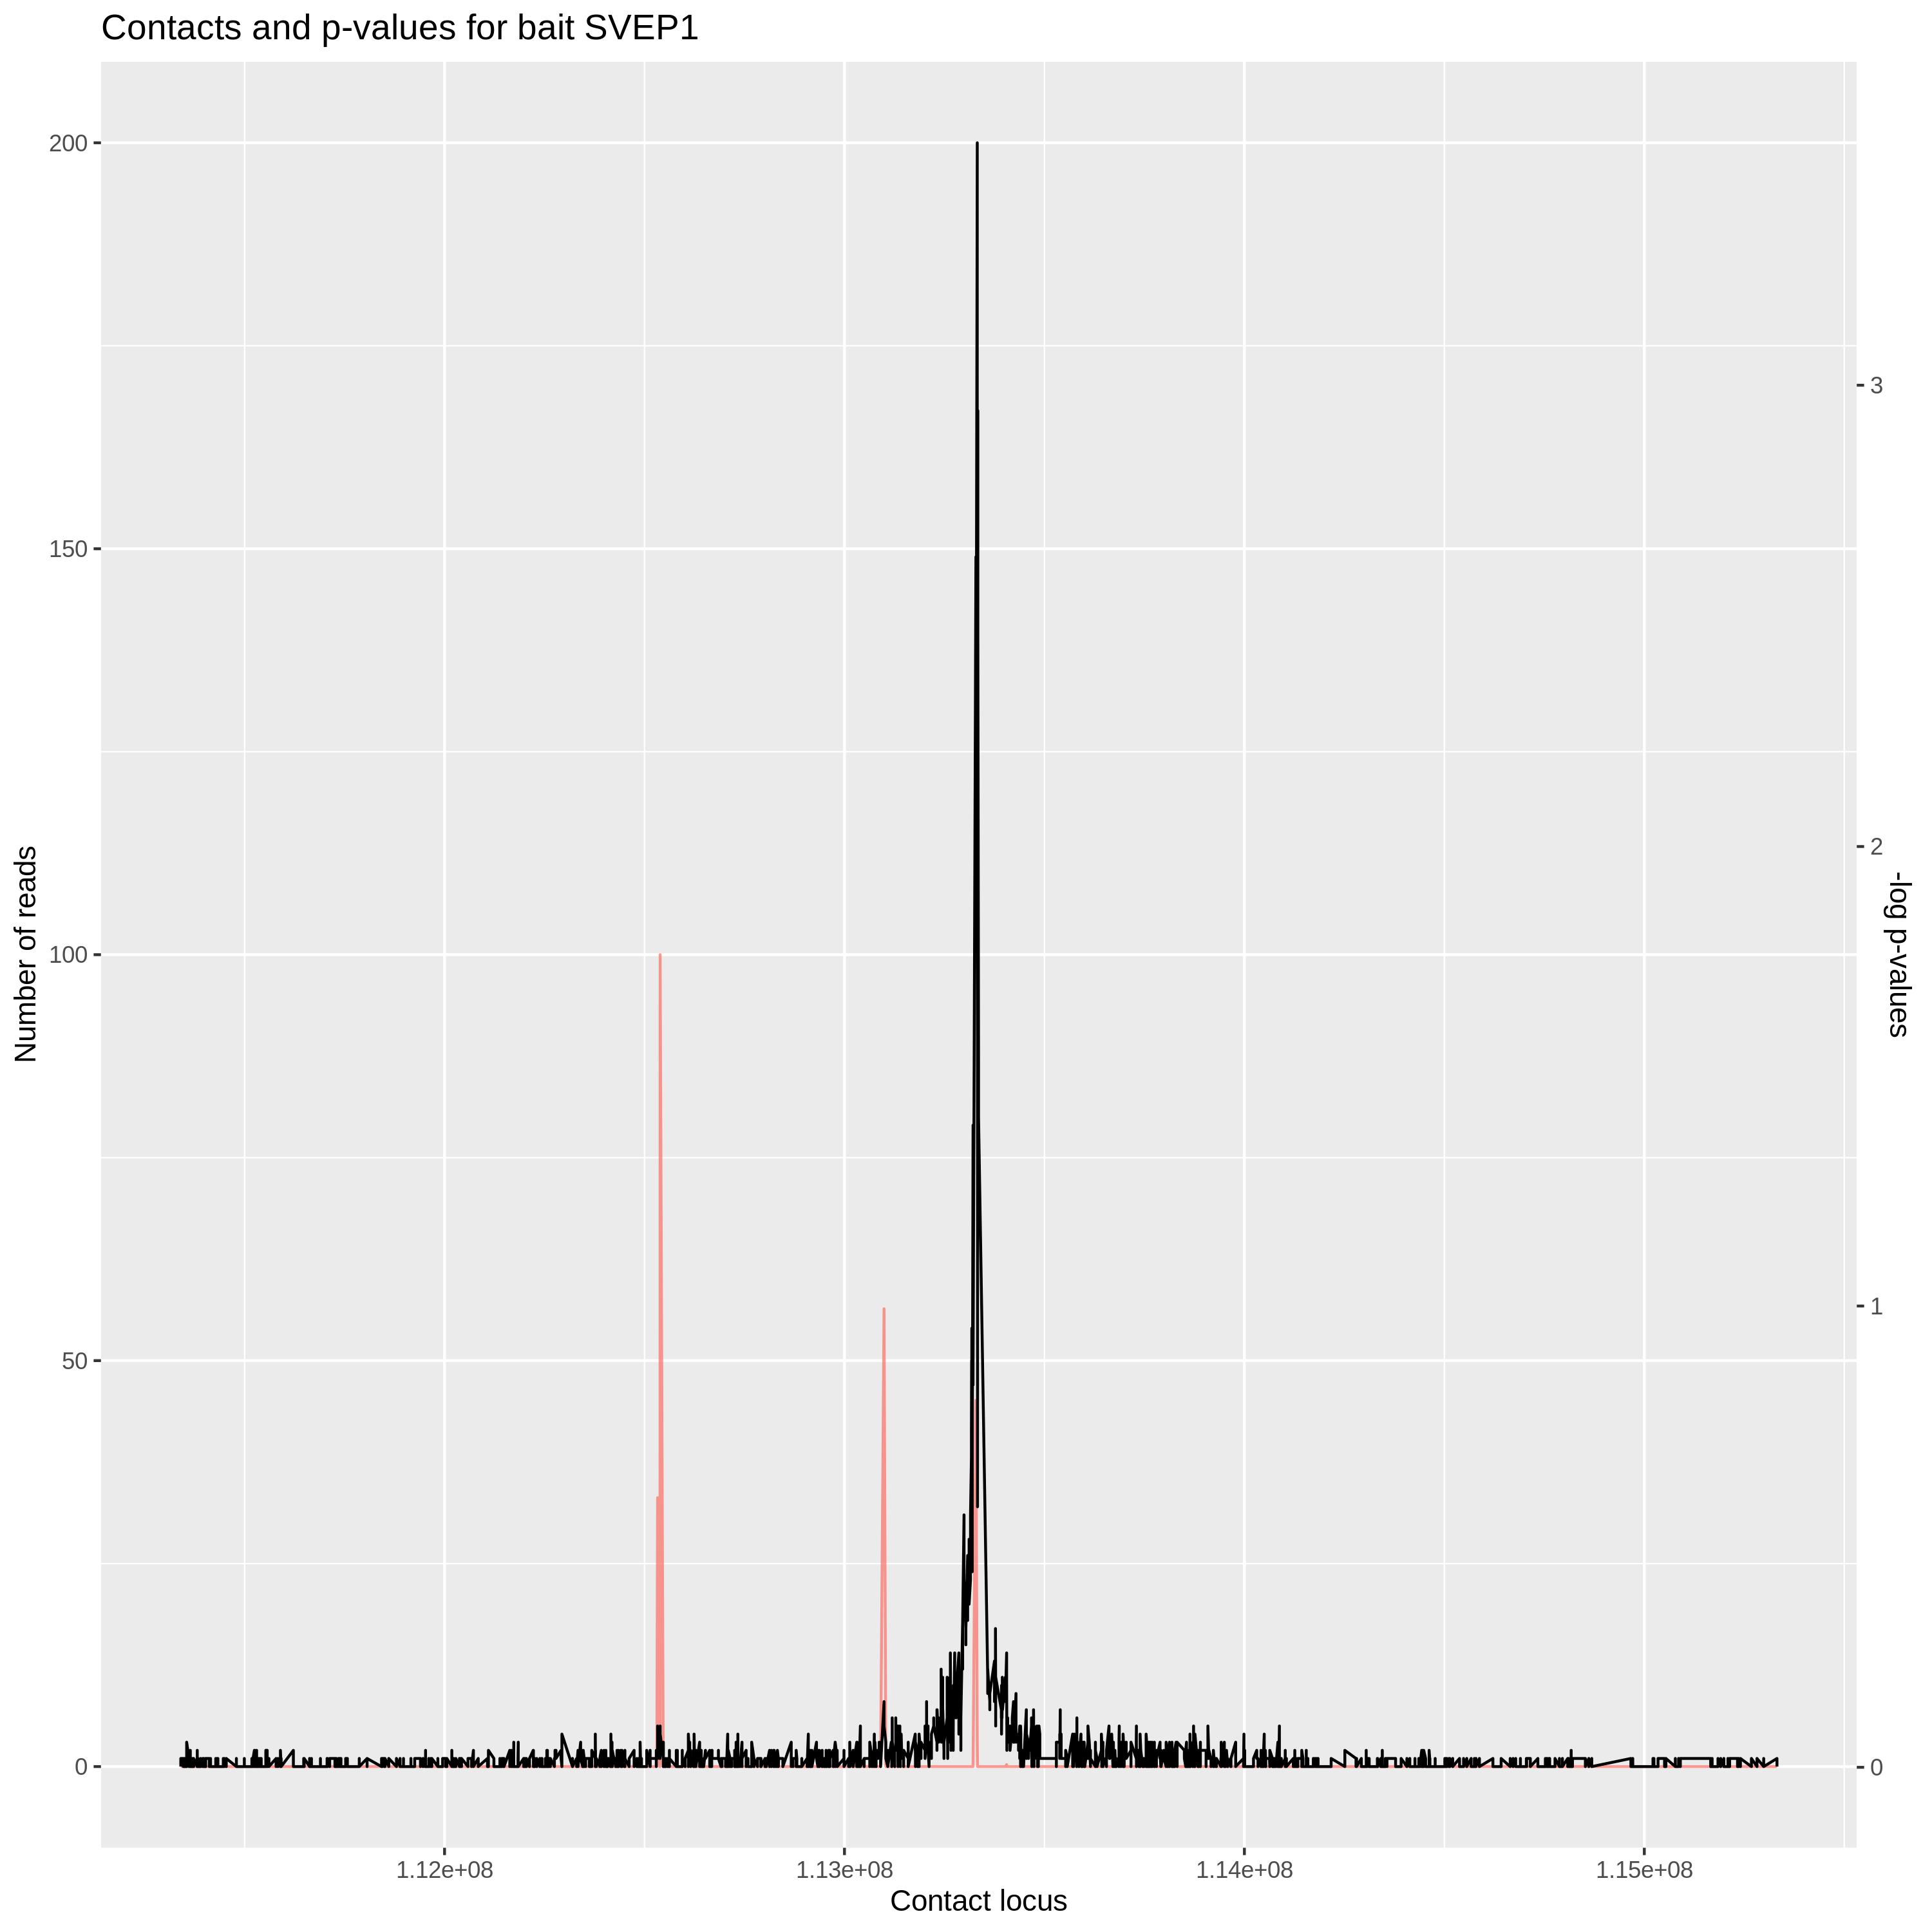 Contacts and p-values for bait SVEP1
200
150
100
50
0
Number of reads
3
2
1
0
-log p-values
1.12e+08
1.13e+08
1.14e+08
1.15e+08
Contact locus